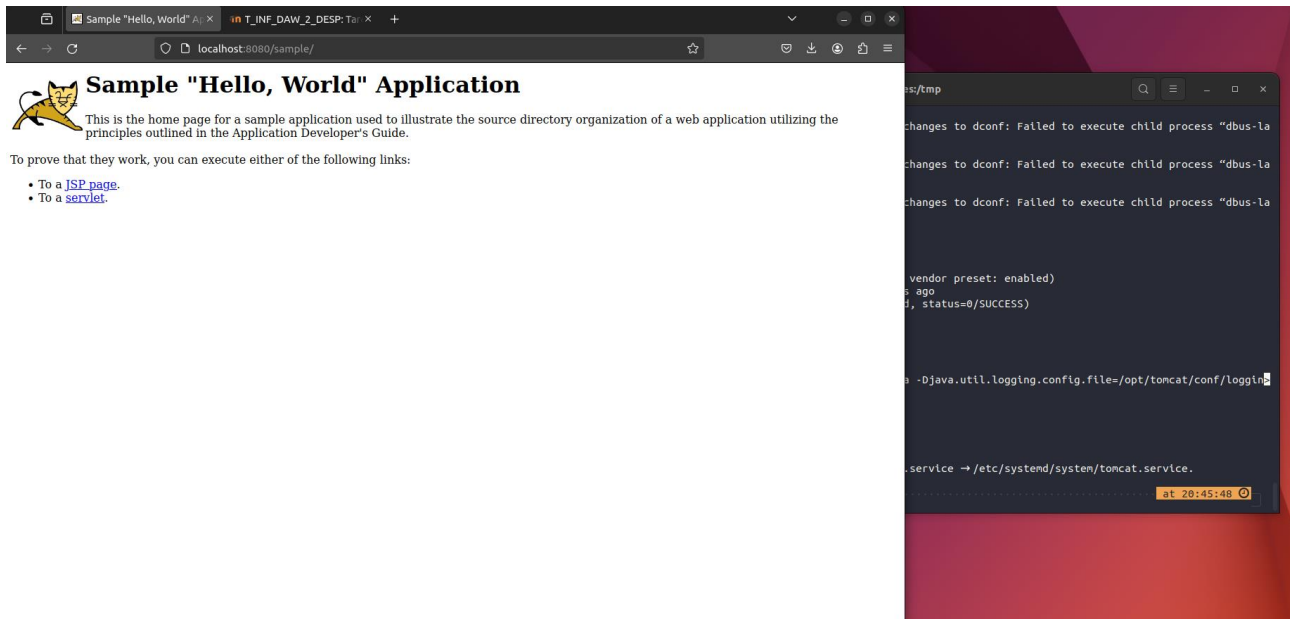 Sample "Hello, World" Ap
T_INF_DAW_2_DESP: Tar
localhost:8080/sample/
Sample "Hello, World" Application
This is the home page for a sample application used to illustrate the source directory organization of a web application utilizing the
principles outlined in the Application Developer's Guide.
To prove that they work, you can execute either of the following links:
• To a JSP page.
• To a servlet.
es:/tmp
changes to dconf: Failed to execute child process “dbus-la
changes to dconf: Failed to execute child process “dbus-la
changes to dconf: Failed to execute child process “dbus-la
vendor preset: enabled)
s ago
d, status=0/SUCCESS)
a -Djava.util.logging.config.file=/opt/tomcat/conf/loggin>
.service → /etc/systemd/system/tomcat.service.
at 20:45:48